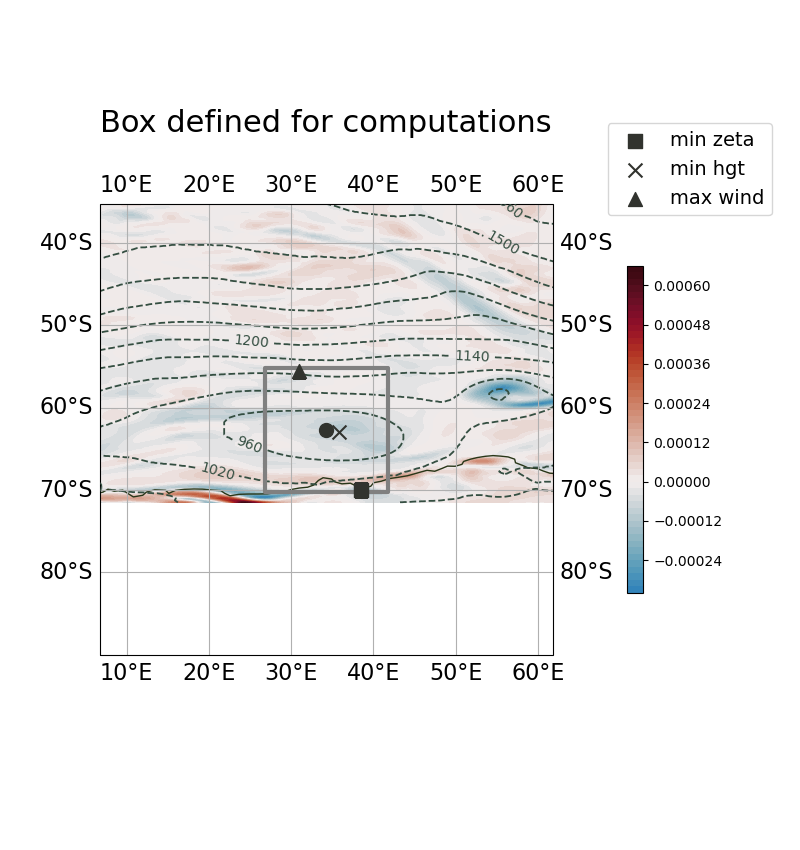 Box defined for computations
min zeta
min hgt
max wind
10°E 20°E 30°E 40°E 50°E 60°E
40°S 40°S
1500
50°S 50°S
1200
1140
60°S 60°S
960
1020
70°S 70°S
80°S 80°S
10°E 20°E 30°E 40°E 50°E 60°E
0.00060
0.00048
0.00036
0.00024
0.00012
0.00000
−0.00012
−0.00024